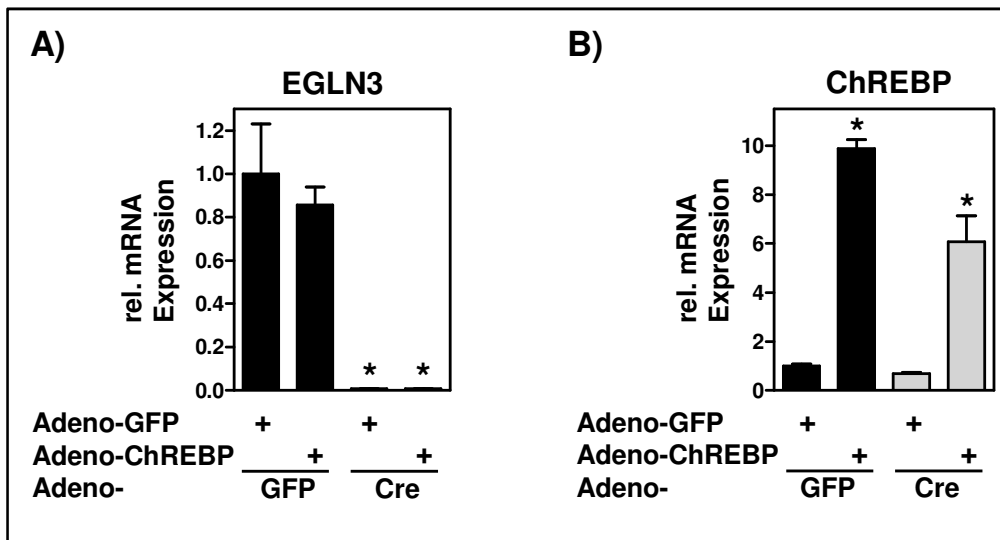 A)
EGLN3
rel. mRNA
Expression
1.2
1.0
0.8
0.6
0.4
0.2
0.0
* *
Adeno-GFP + +
Adeno-ChREBP + +
Adeno- GFP Cre
B)
ChREBP
rel. mRNA
Expression
10
8
6
4
2
0
*
*
Adeno-GFP + +
Adeno-ChREBP + +
Adeno- GFP Cre